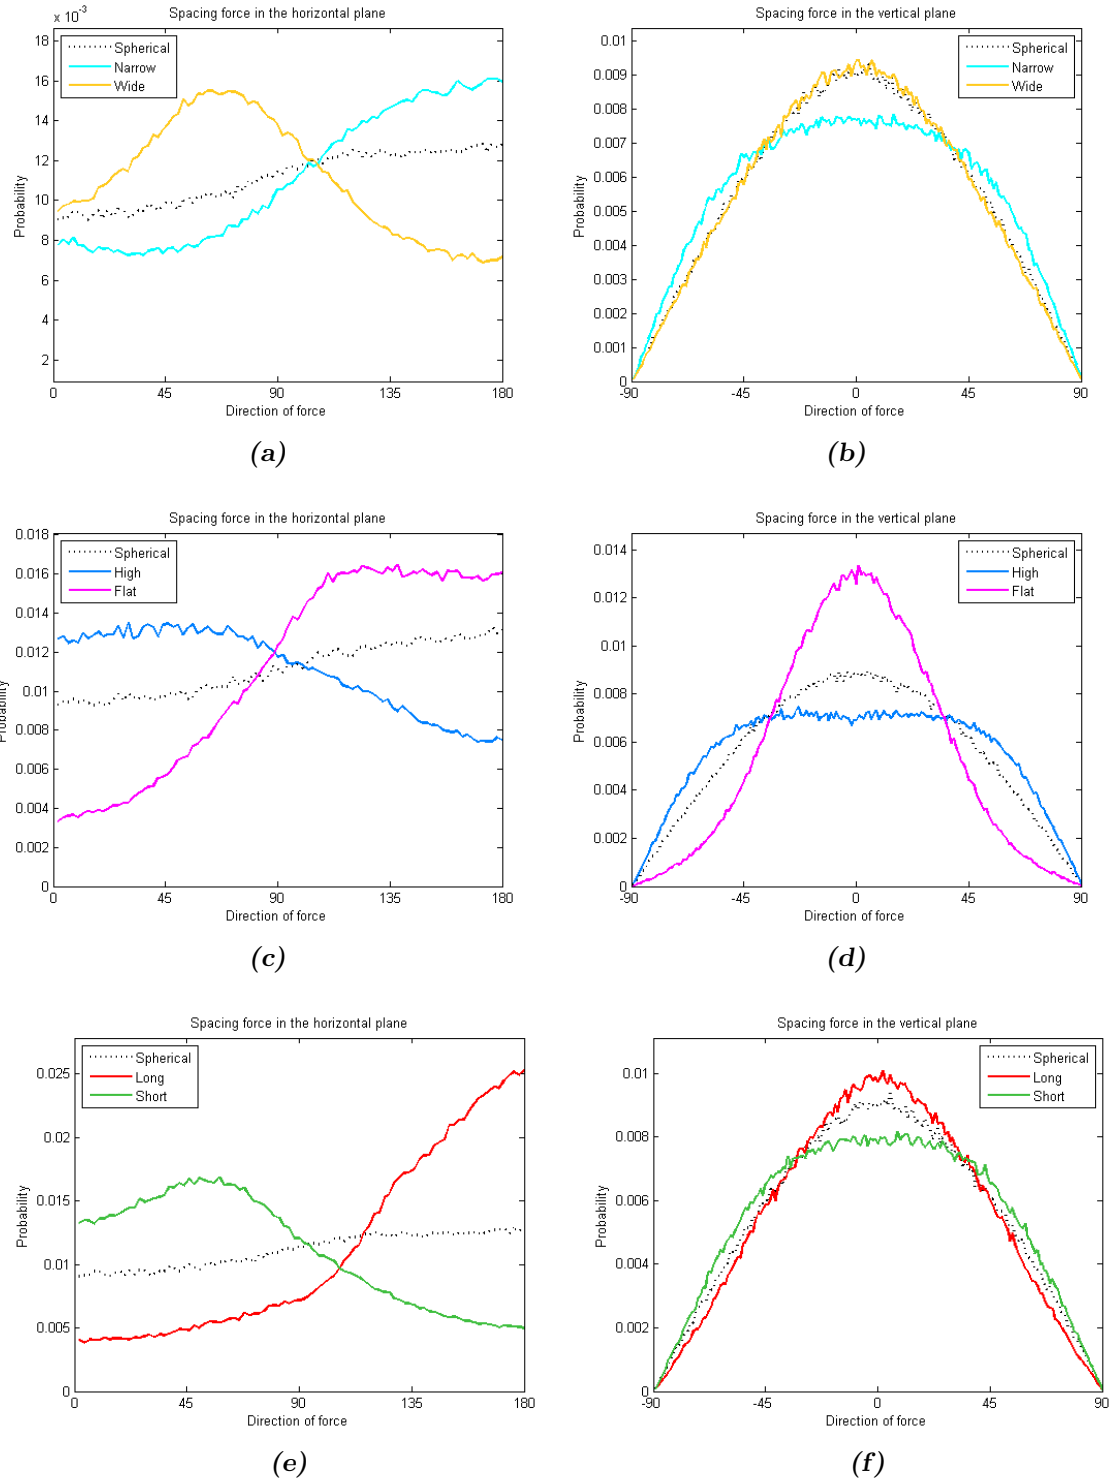 Spacing force in the horizontal plane
x 10^-3
18
16
14
12
10
8
6
4
2
0
45
90
135
180
Probability
Direction of force
Spherical
Narrow
Wide
(a)
Spacing force in the vertical plane
0.01
0.009
0.008
0.007
0.006
0.005
0.004
0.003
0.002
0.001
0
-90
-45
0
45
90
Probability
Direction of force
Spherical
Narrow
Wide
(b)
Spacing force in the horizontal plane
0.018
0.016
0.014
0.012
0.01
0.008
0.006
0.004
0.002
0
0
45
90
135
180
Probability
Direction of force
Spherical
High
Flat
(c)
Spacing force in the vertical plane
0.014
0.012
0.01
0.008
0.006
0.004
0.002
0
-90
-45
0
45
90
Probability
Direction of force
Spherical
High
Flat
(d)
Spacing force in the horizontal plane
0.025
0.02
0.015
0.01
0.005
0
0
45
90
135
180
Probability
Direction of force
Spherical
Long
Short
(e)
Spacing force in the vertical plane
0.01
0.008
0.006
0.004
0.002
0
-90
-45
0
45
90
Probability
Direction of force
Spherical
Long
Short
(f)